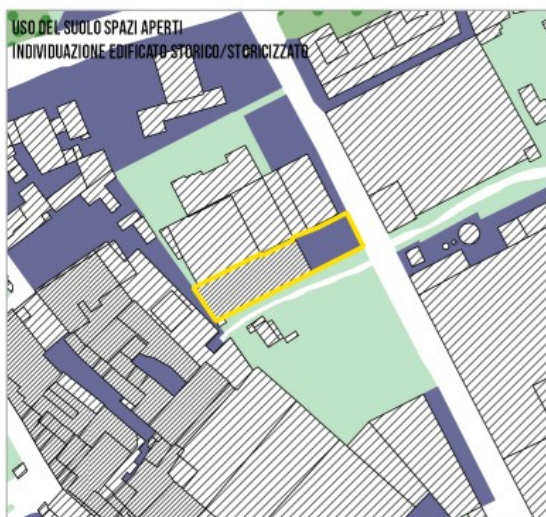 USO DEL SUOLO SPAZI APERTI
INDIVIDUAZIONE EDIFICATO STORICO/STORICIZZATO